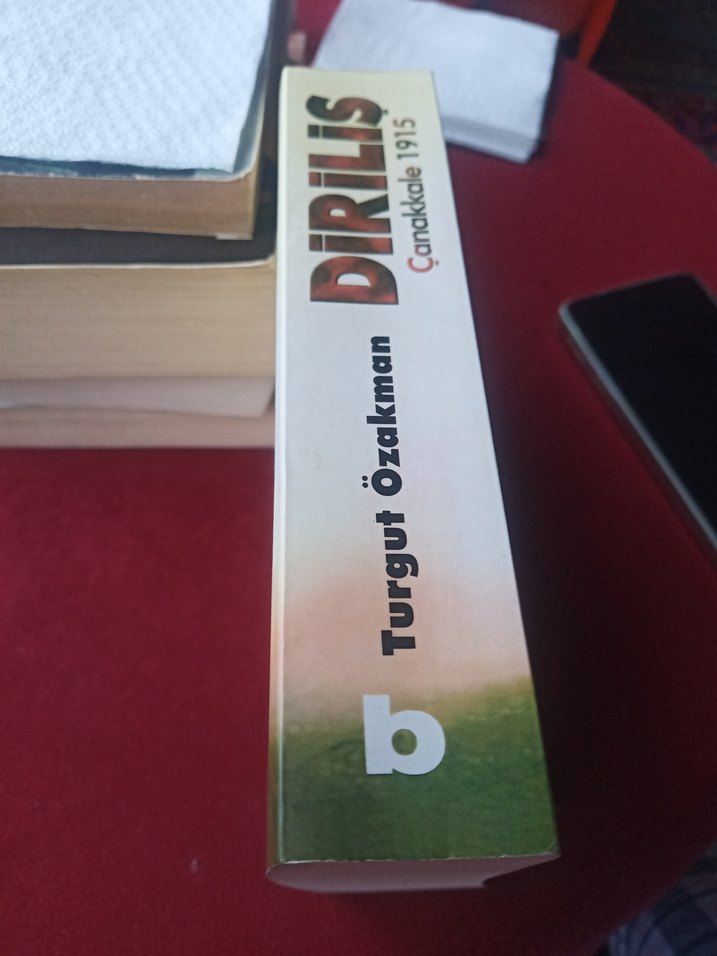 DİRİLİŞ
Çanakkale 1915
Turgut Özakman
b